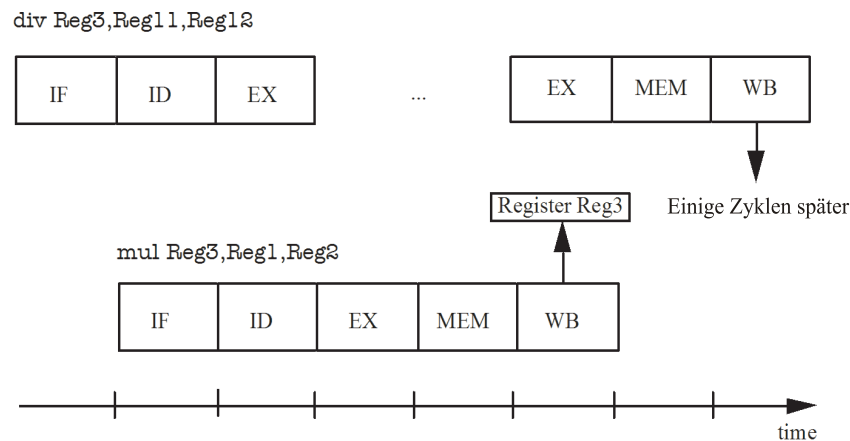 div Reg3,Reg11,Reg12
IF ID EX ... EX MEM WB
Register Reg3 Einige Zyklen später
mul Reg3,Reg1,Reg2
IF ID EX MEM WB
time